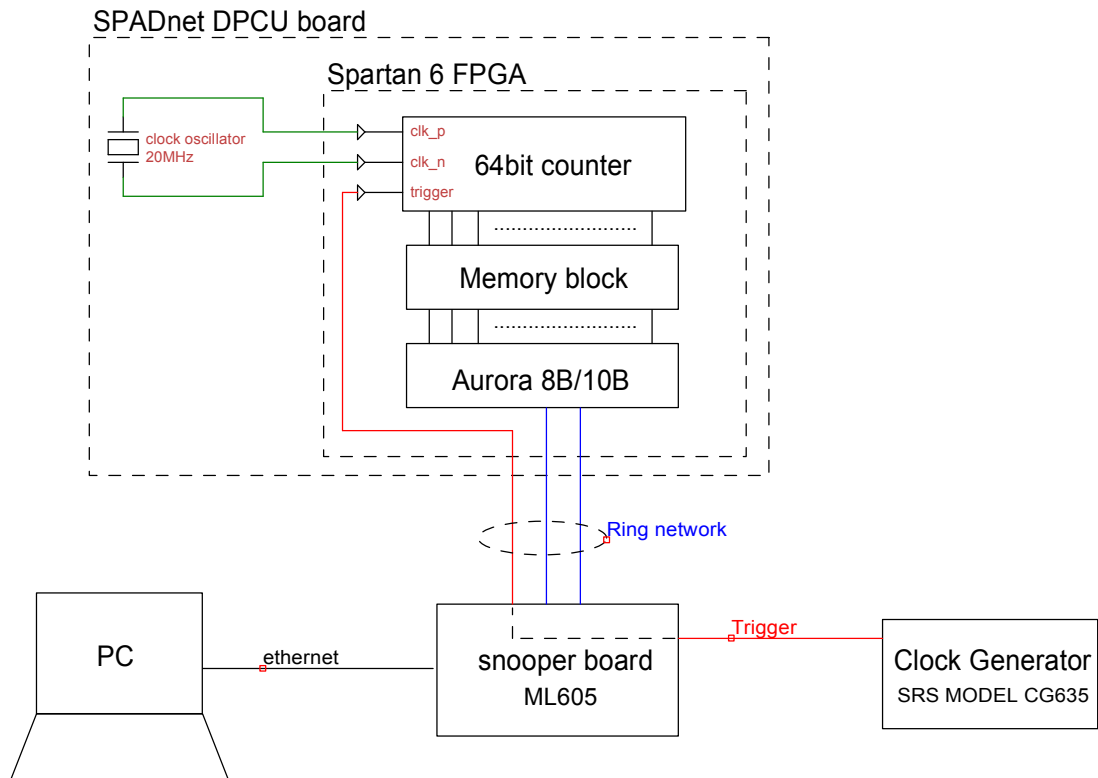 SPADnet DPCU board
Spartan 6 FPGA
clock oscillator
20MHz
clk_p
clk_n
trigger
64bit counter
Memory block
Aurora 8B/10B
Ring network
PC
ethernet
snooper board
ML605
Trigger
Clock Generator
SRS MODEL CG635